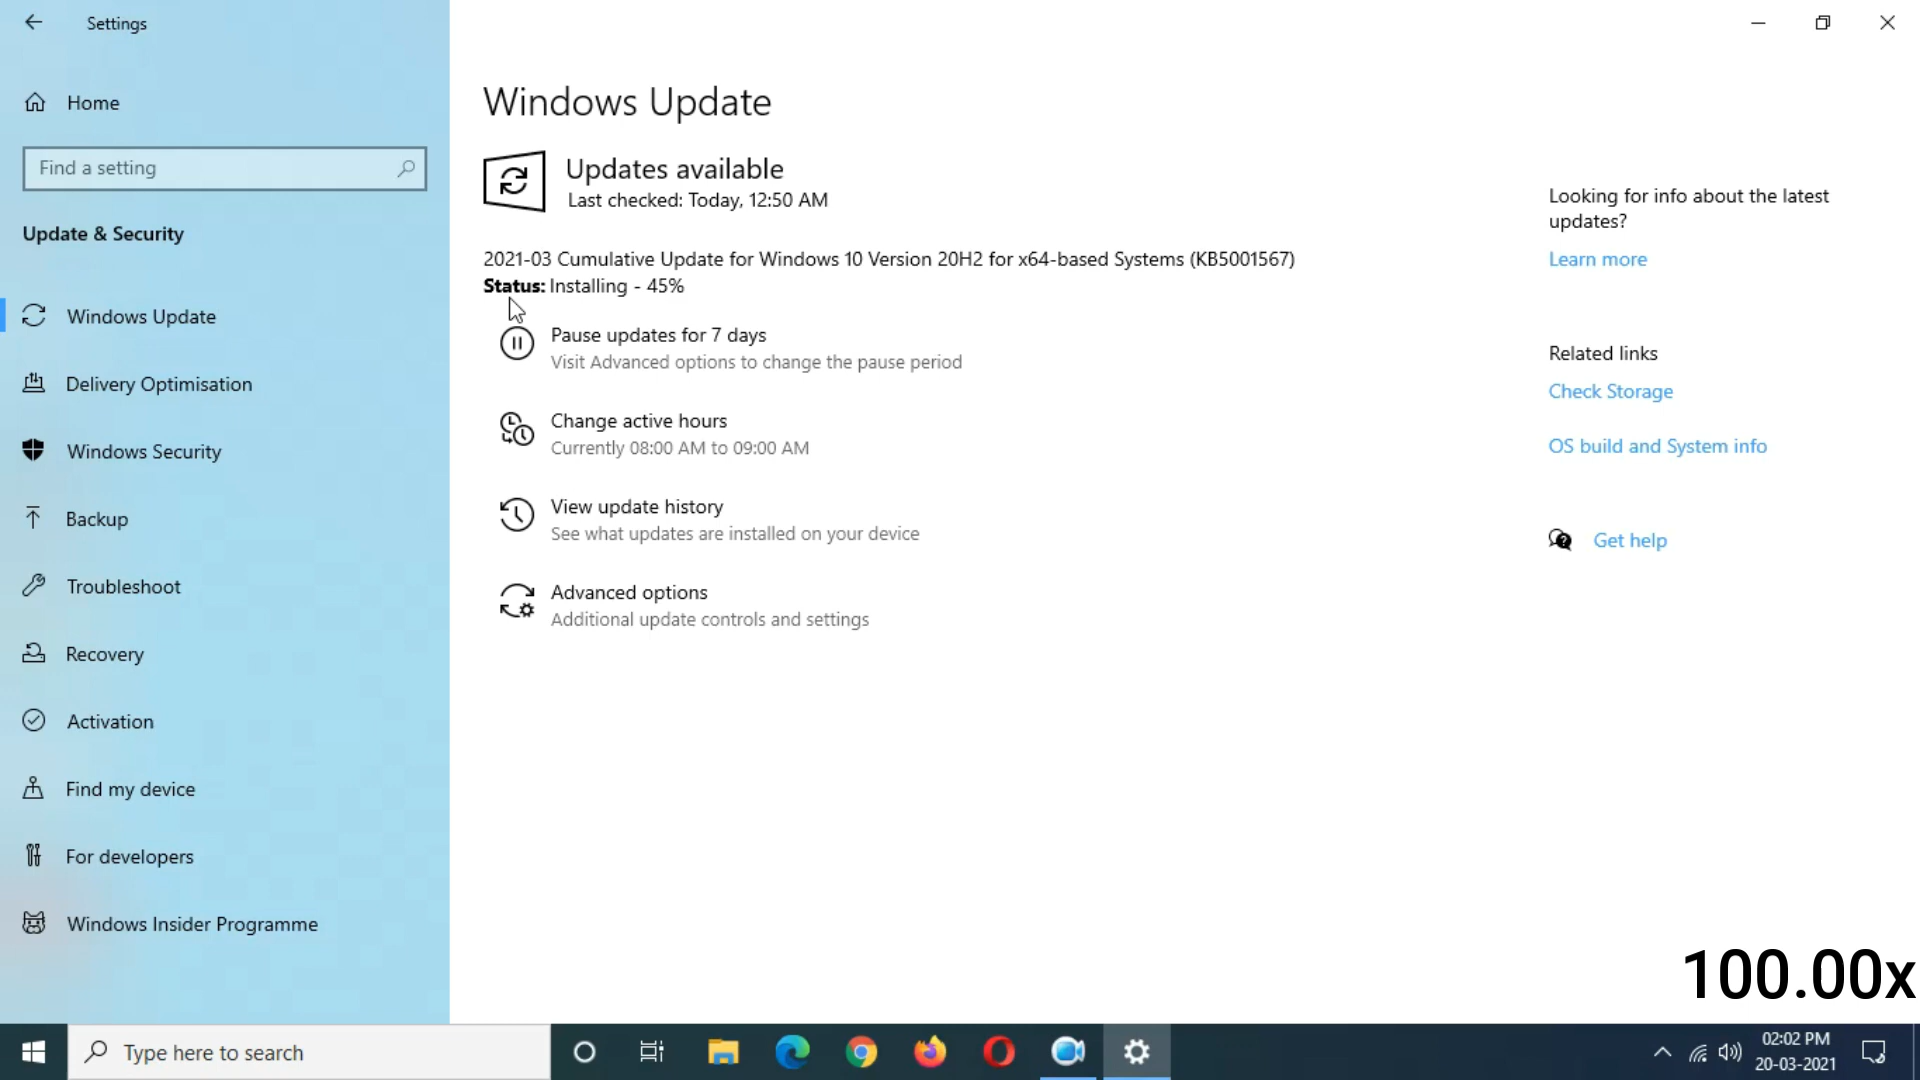 Settings
Home
Find a setting
Update & Security
Windows Update
Delivery Optimisation
Windows Security
Backup
Troubleshoot
Recovery
Activation
Find my device
For developers
Windows Insider Programme
Windows Update
Updates available
Last checked: Today, 12:50 AM
2021-03 Cumulative Update for Windows 10 Version 20H2 for x64-based Systems (KB5001567)
Status: Installing - 45%
Pause updates for 7 days
Visit Advanced options to change the pause period
Change active hours
Currently 08:00 AM to 09:00 AM
View update history
See what updates are installed on your device
Advanced options
Additional update controls and settings
Looking for info about the latest
updates?
Learn more
Related links
Check Storage
OS build and System info
Get help
100.00x
Type here to search
02:02 PM
20-03-2021